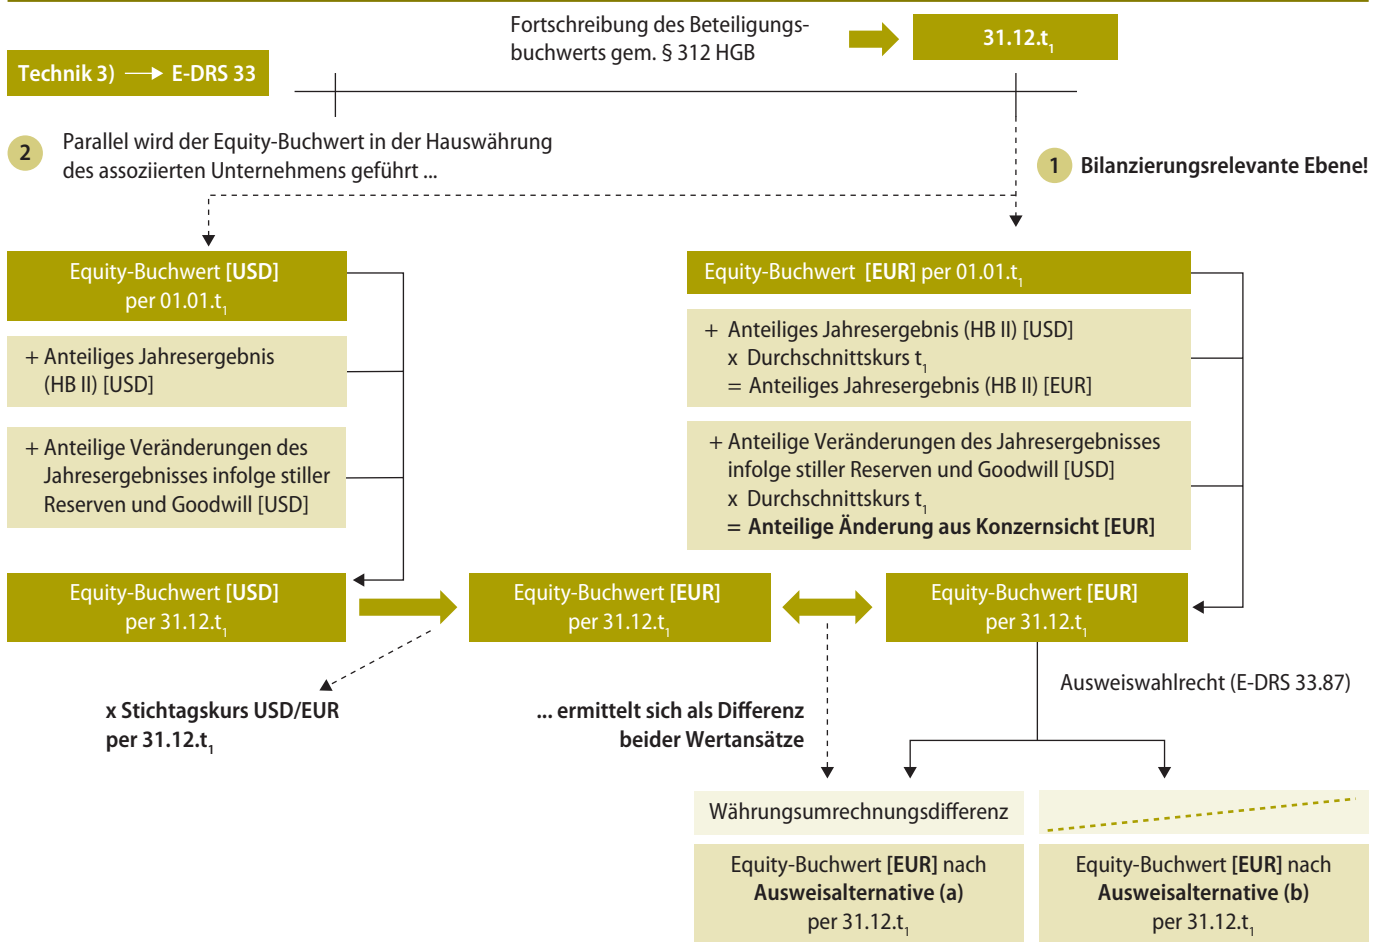 Fortschreibung des Beteiligungs-
buchwerts gem. § 312 HGB
31.12.t₁
Technik 3) → E-DRS 33
2 Parallel wird der Equity-Buchwert in der Hauswährung
des assoziierten Unternehmens geführt ...
1 Bilanzierungsrelevante Ebene!
Equity-Buchwert [USD]
per 01.01.t₁
+ Anteiliges Jahresergebnis
(HB II) [USD]
+ Anteilige Veränderungen des
Jahresergebnisses infolge stiller
Reserven und Goodwill [USD]
Equity-Buchwert [EUR] per 01.01.t₁
+ Anteiliges Jahresergebnis (HB II) [USD]
x Durchschnittskurs t₁
= Anteiliges Jahresergebnis (HB II) [EUR]
+ Anteilige Veränderungen des Jahresergebnisses
infolge stiller Reserven und Goodwill [USD]
x Durchschnittskurs t₁
= Anteilige Änderung aus Konzernsicht [EUR]
Equity-Buchwert [USD]
per 31.12.t₁
Equity-Buchwert [EUR]
per 31.12.t₁
Equity-Buchwert [EUR]
per 31.12.t₁
x Stichtagskurs USD/EUR
per 31.12.t₁
... ermittelt sich als Differenz
beider Wertansätze
Ausweiswahlrecht (E-DRS 33.87)
Währungsumrechnungsdifferenz
Equity-Buchwert [EUR] nach
Ausweisalternative (a)
per 31.12.t₁
Equity-Buchwert [EUR] nach
Ausweisalternative (b)
per 31.12.t₁